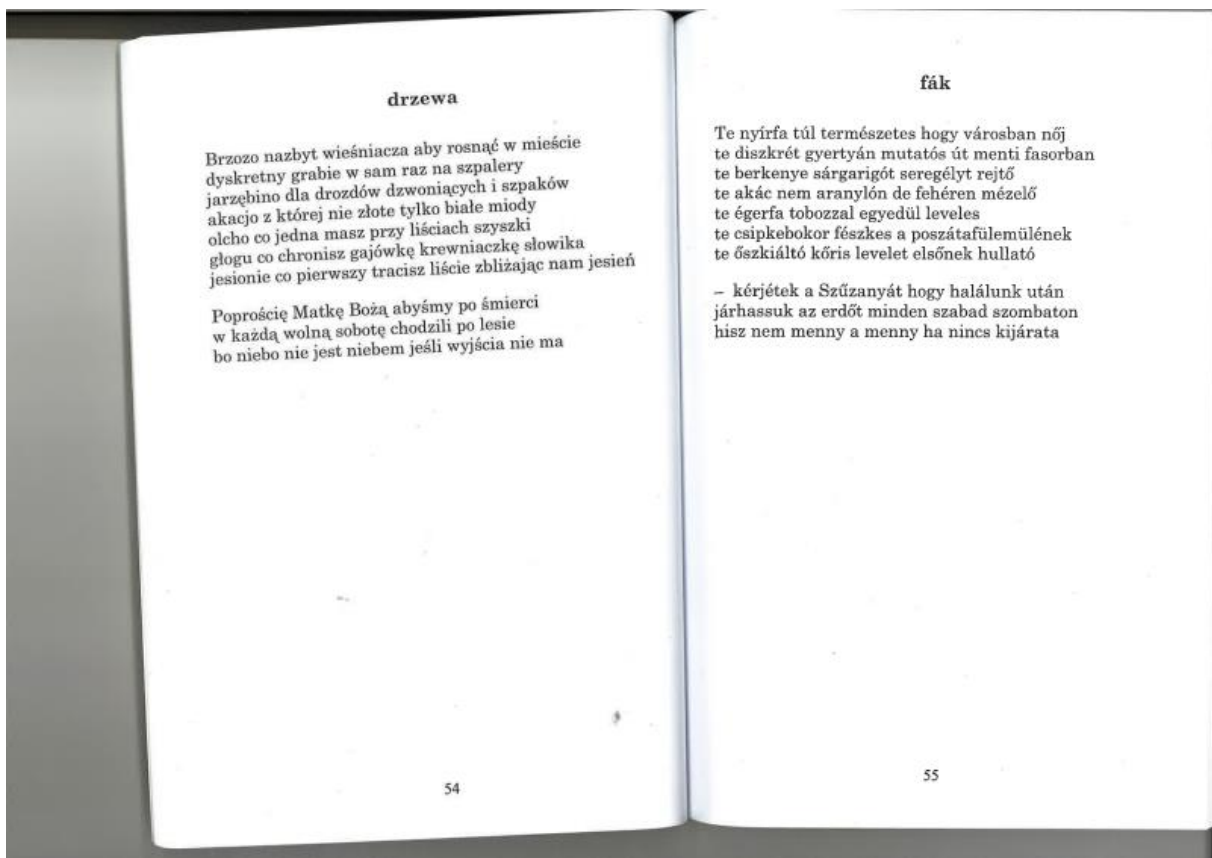 drzewa
Brzozo nazbyt wieśniacza aby rosnąć w mieście
dyskretny grabie w sam raz na szpalery
jarzębino dla drozdów dzwoniących i szpaków
akacjo z której nie złote tylko białe miody
olcho co jedna masz przy liściach szyszki
głogu co chronisz gajówkę krewniaczkę słowika
jesionie co pierwszy tracisz liście zbliżając nam jesień
Poproście Matkę Bożą abyśmy po śmierci
w każdą wolną sobotę chodzili po lesie
bo niebo nie jest niebem jeśli wyjścia nie ma
54
fák
Te nyírfa túl természetes hogy városban nőj
te diszkrét gyertyán mutatós út menti fasorban
te berkenye sárgarigót seregélyt rejtő
te akác nem aranylón de fehéren mézelő
te égerfa tobozzal egyedül leveles
te csipkebokor fészkes a poszátafülemülének
te őszkiáltó kőris levelet elsőnek hullató
– kérjétek a Szűzanyát hogy halálunk után
járhassuk az erdőt minden szabad szombaton
hisz nem menny a menny ha nincs kijárata
55